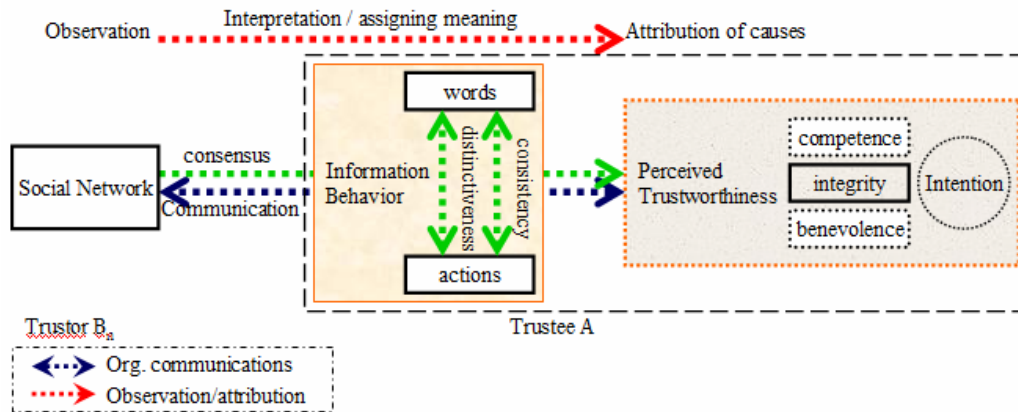 Interpretation / assigning meaning
Observation
Attribution of causes
words
distinctiveness
consistency
consensus
Social Network
Communication
Information
Behavior
Perceived
Trustworthiness
competence
integrity
benevolence
Intention
actions
Trustor Bn
Trustee A
Org. communications
Observation/attribution